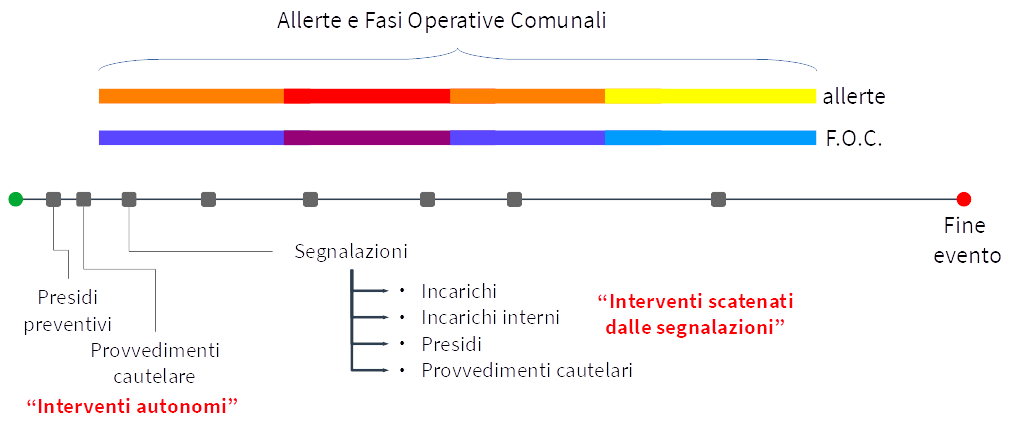 Allerte e Fasi Operative Comunali
allerte
F.O.C.
Fine
evento
Segnalazioni
Presidi
preventivi
Provvedimenti
cautelare
“Interventi autonomi”
• Incarichi
• Incarichi interni
• Presidi
• Provvedimenti cautelari
“Interventi scatenati
dalle segnalazioni”